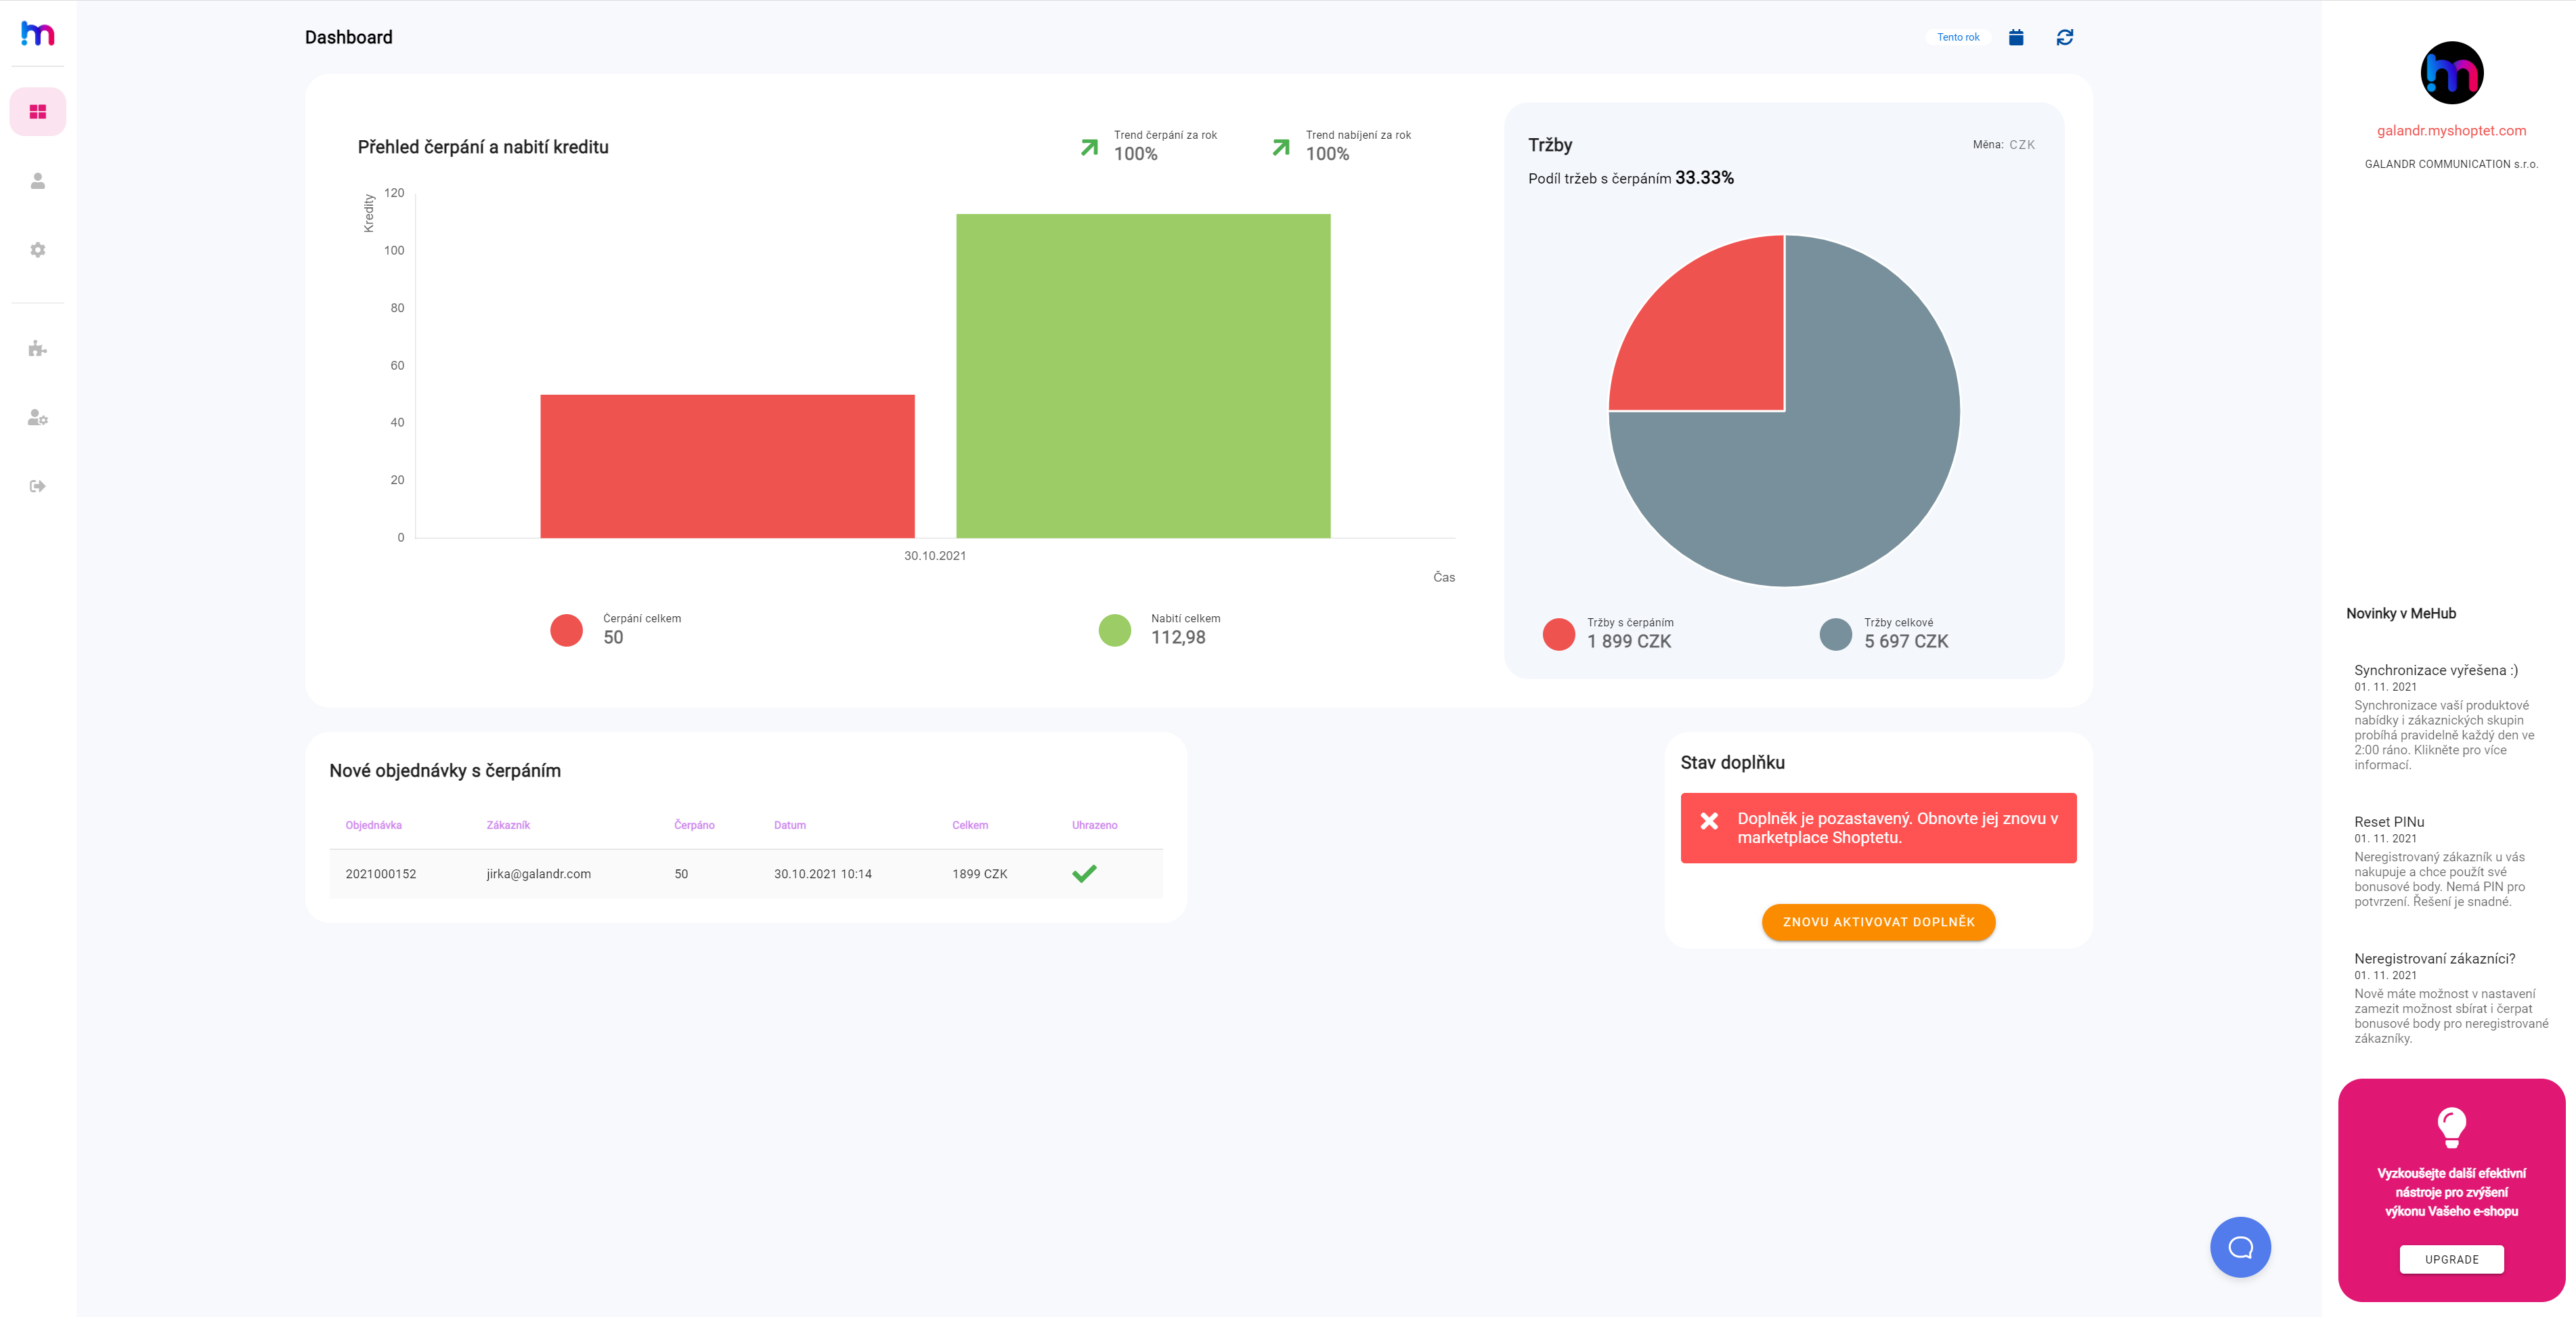 Dashboard
Tento rok
Přehled čerpání a nabití kreditu
Trend čerpání za rok
100%
Trend nabíjení za rok
100%
Kredity
120
100
80
60
40
20
0
30.10.2021
Čas
Čerpání celkem
50
Nabití celkem
112,98
Tržby
Měna: CZK
Podíl tržeb s čerpáním 33.33%
Tržby s čerpáním
1 899 CZK
Tržby celkové
5 697 CZK
Nové objednávky s čerpáním
Objednávka Zákazník Čerpáno Datum Celkem Uhrazeno
2021000152 jirka@galandr.com 50 30.10.2021 10:14 1899 CZK
Stav doplňku
Doplněk je pozastavený. Obnovte jej znovu v
marketplace Shoptetu.
ZNOVU AKTIVOVAT DOPLNĚK
galandr.myshoptet.com
GALANDR COMMUNICATION s.r.o.
Novinky v MeHub
Synchronizace vyřešena :)
01. 11. 2021
Synchronizace vaší produktové
nabídky i zákaznických skupin
probíhá pravidelně každý den ve
2:00 ráno. Klikněte pro více
informací.
Reset PINu
01. 11. 2021
Neregistrovaný zákazník u vás
nakupuje a chce použít své
bonusové body. Nemá PIN pro
potvrzení. Řešení je snadné.
Neregistrovaní zákazníci?
01. 11. 2021
Nově máte možnost v nastavení
zamezit možnost sbírat i čerpat
bonusové body pro neregistrované
zákazníky.
Vyzkoušejte další efektivní
nástroje pro zvýšení
výkonu Vašeho e-shopu
UPGRADE